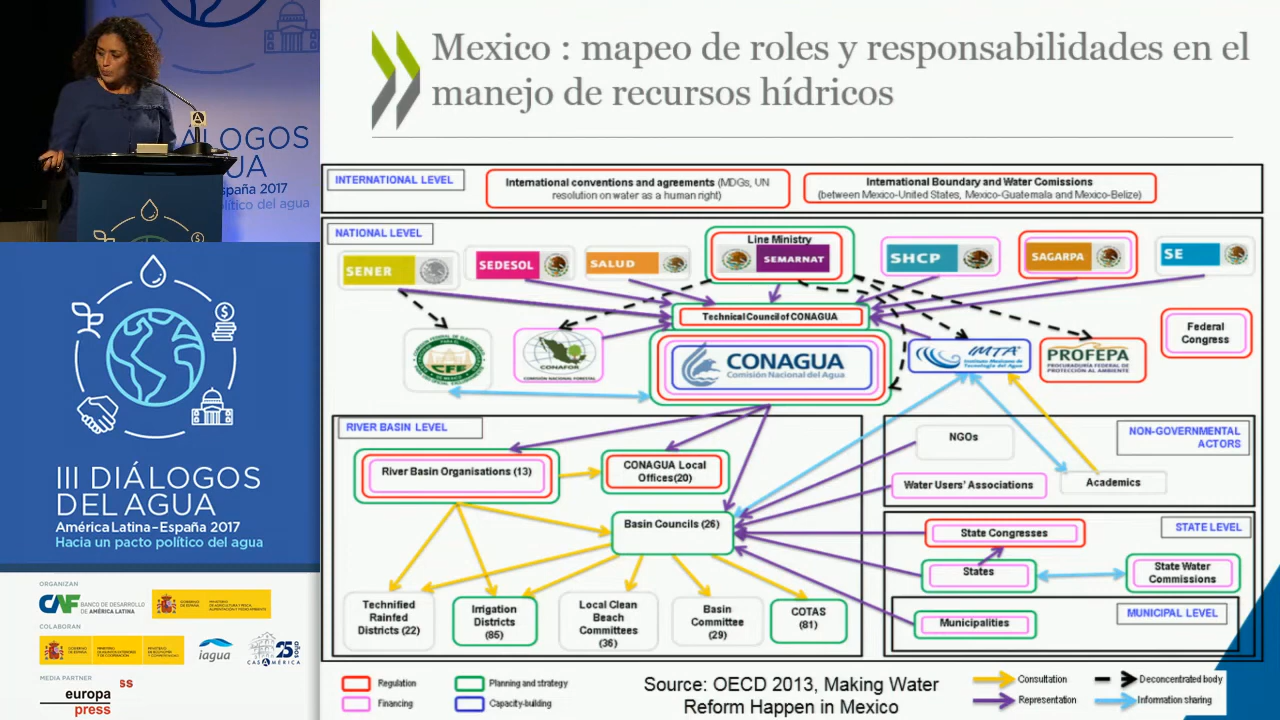 Mexico : mapeo de roles y responsabilidades en el
manejo de recursos hídricos
INTERNATIONAL LEVEL
International conventions and agreements (MDGs, UN
resolution on water as a human right)
International Boundary and Water Comissions
(between Mexico-United States, Mexico-Guatemala and Mexico-Belize)
NATIONAL LEVEL
SENER
SEDESOL
SALUD
Line Ministry
SEMARNAT
SHCP
SAGARPA
SE
Technical Council of CONAGUA
Federal
Congress
CONAFOR
COMISIÓN NACIONAL FORESTAL
CONAGUA
Comisión Nacional del Agua
IMTA
Instituto Mexicano de
Tecnología del Agua
PROFEPA
PROCURADURÍA FEDERAL DE
PROTECCIÓN AL AMBIENTE
RIVER BASIN LEVEL
River Basin Organisations (13)
CONAGUA Local
Offices(20)
Basin Councils (26)
Technified
Rainfed
Districts (22)
Irrigation
Districts
(85)
Local Clean
Beach
Committees
(36)
Basin
Committee
(29)
COTAS
(81)
NON-GOVERNMENTAL
ACTORS
NGOs
Water Users' Associations
Academics
STATE LEVEL
State Congresses
States
State Water
Commissions
MUNICIPAL LEVEL
Municipalities
Regulation
Financing
Planning and strategy
Capacity-building
Source: OECD 2013, Making Water
Reform Happen in Mexico
Consultation
Representation
Deconcentrated body
Information sharing
ÁLOGOS
GUA
spaña 2017
lítico del agua
III DIÁLOGOS
DEL AGUA
América Latina–España 2017
Hacia un pacto político del agua
ORGANIZAN
CAF
BANCO DE DESARROLLO
DE AMÉRICA LATINA
COLABORAN
iagua
CASAMÉRICA
25 años
MEDIA PARTNER
europa
press
ss